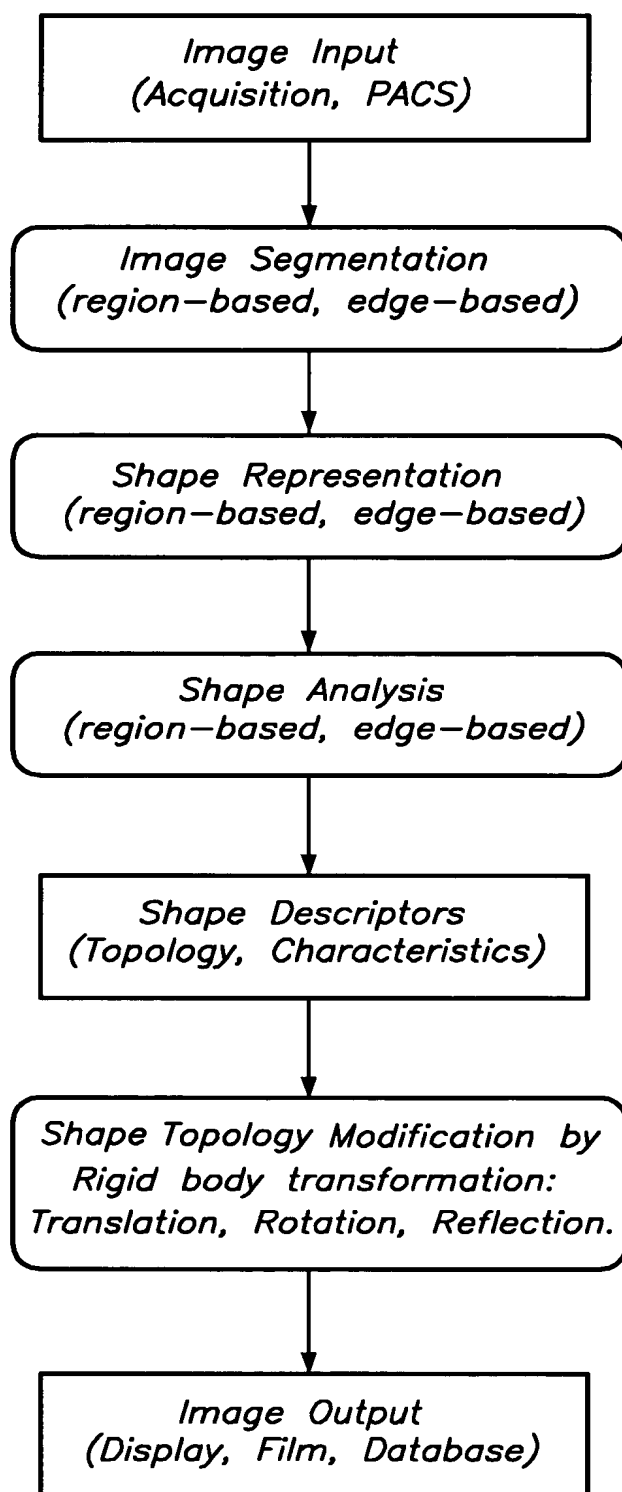 Image Input
(Acquisition, PACS)
Image Segmentation
(region-based, edge-based)
Shape Representation
(region-based, edge-based)
Shape Analysis
(region-based, edge-based)
Shape Descriptors
(Topology, Characteristics)
Shape Topology Modification by
Rigid body transformation:
Translation, Rotation, Reflection.
Image Output
(Display, Film, Database)